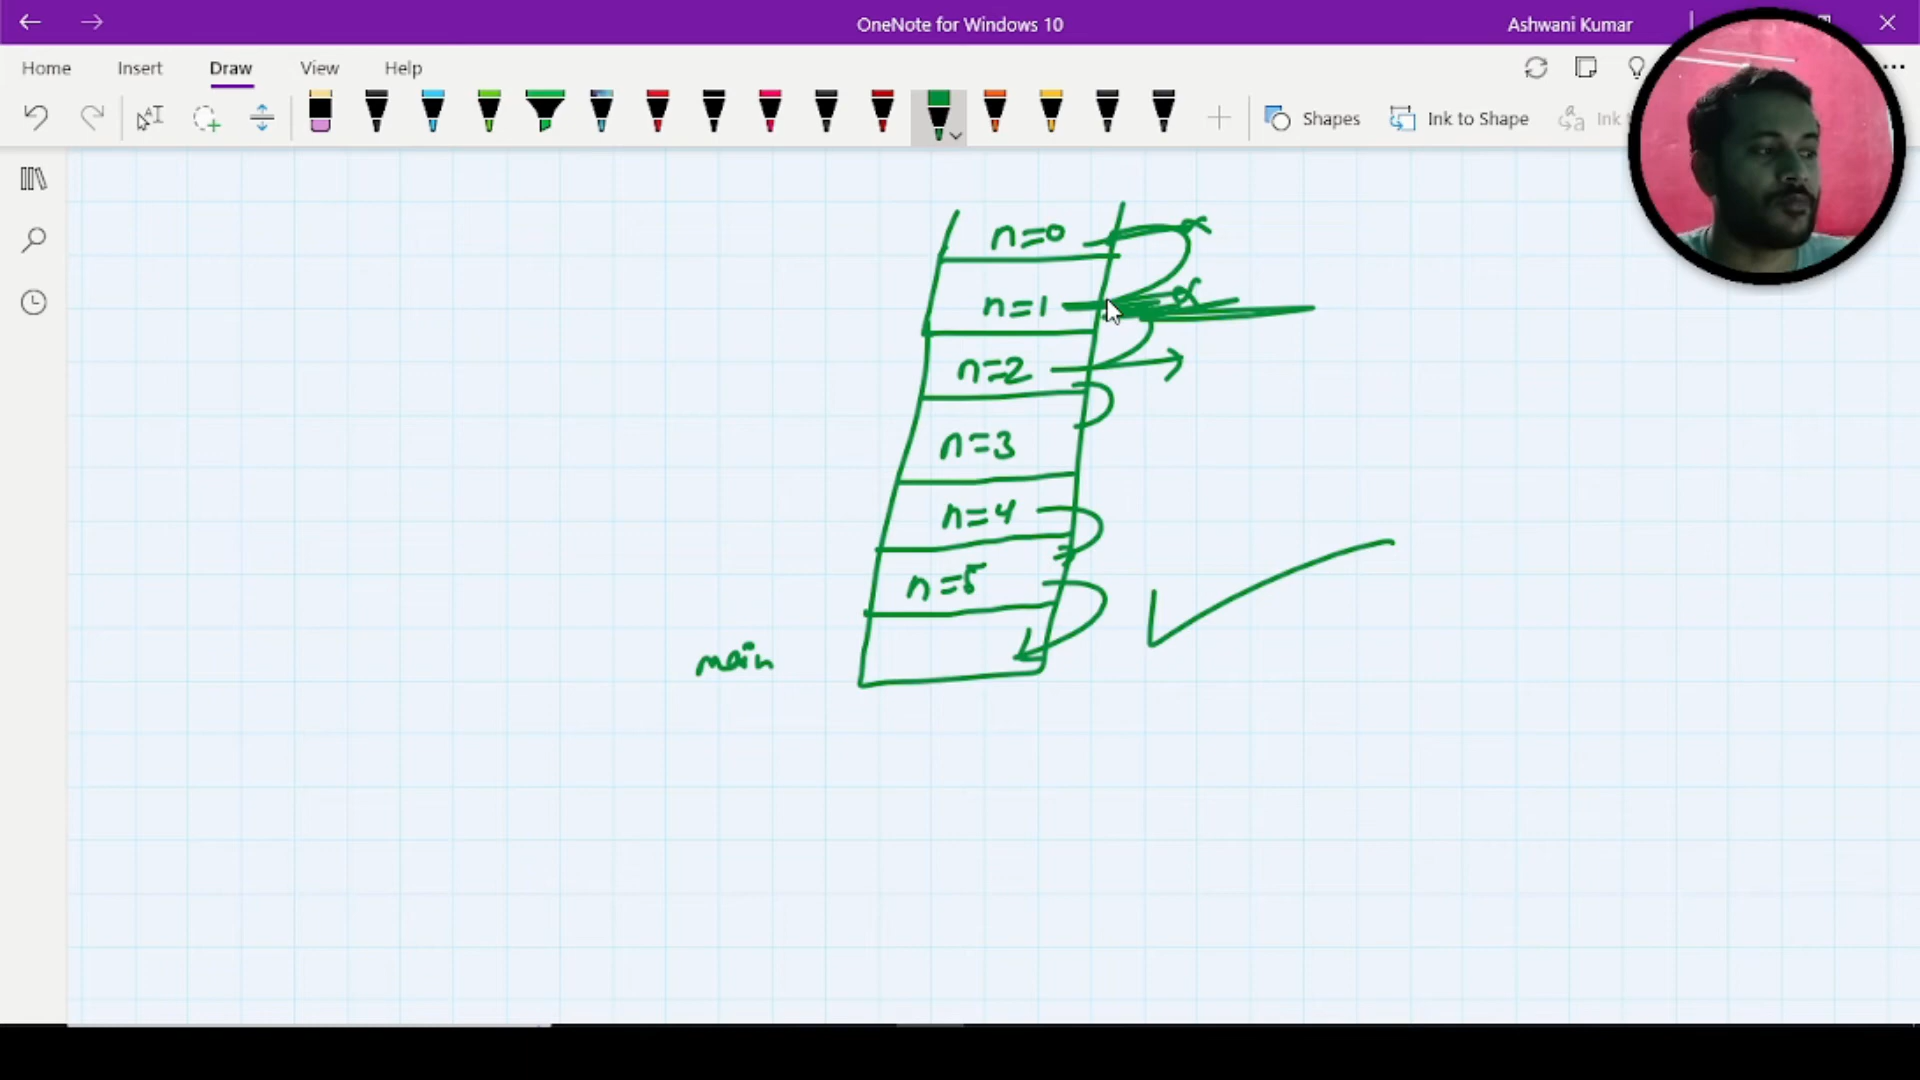 OneNote for Windows 10
Ashwani Kumar
Home Insert Draw View Help
Shapes Ink to Shape Ink
n=0
n=1
n=2
n=3
n=4
n=5
main